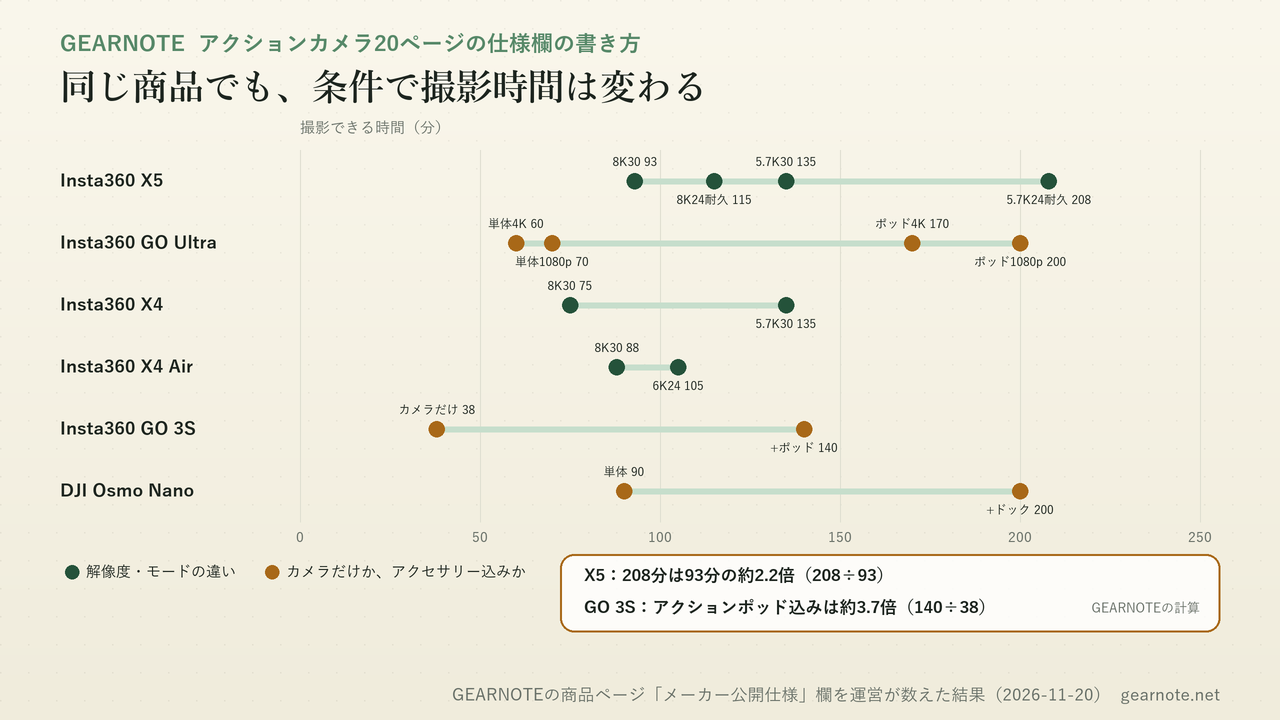 GEARNOTE アクションカメラ20ページの仕様欄の書き方
同じ商品でも、条件で撮影時間は変わる
撮影できる時間（分）
Insta360 X5
8K30 93
8K24耐久 115
5.7K30 135
5.7K24耐久 208
Insta360 GO Ultra
単体4K 60
単体1080p 70
ポッド4K 170
ポッド1080p 200
Insta360 X4
8K30 75
5.7K30 135
Insta360 X4 Air
8K30 88
6K24 105
Insta360 GO 3S
カメラだけ 38
+ポッド 140
DJI Osmo Nano
単体 90
+ドック 200
0 50 100 150 200 250
解像度・モードの違い
カメラだけか、アクセサリー込みか
X5：208分は93分の約2.2倍（208÷93）
GO 3S：アクションポッド込みは約3.7倍（140÷38）
GEARNOTEの計算
GEARNOTEの商品ページ「メーカー公開仕様」欄を運営が数えた結果（2026-11-20） gearnote.net